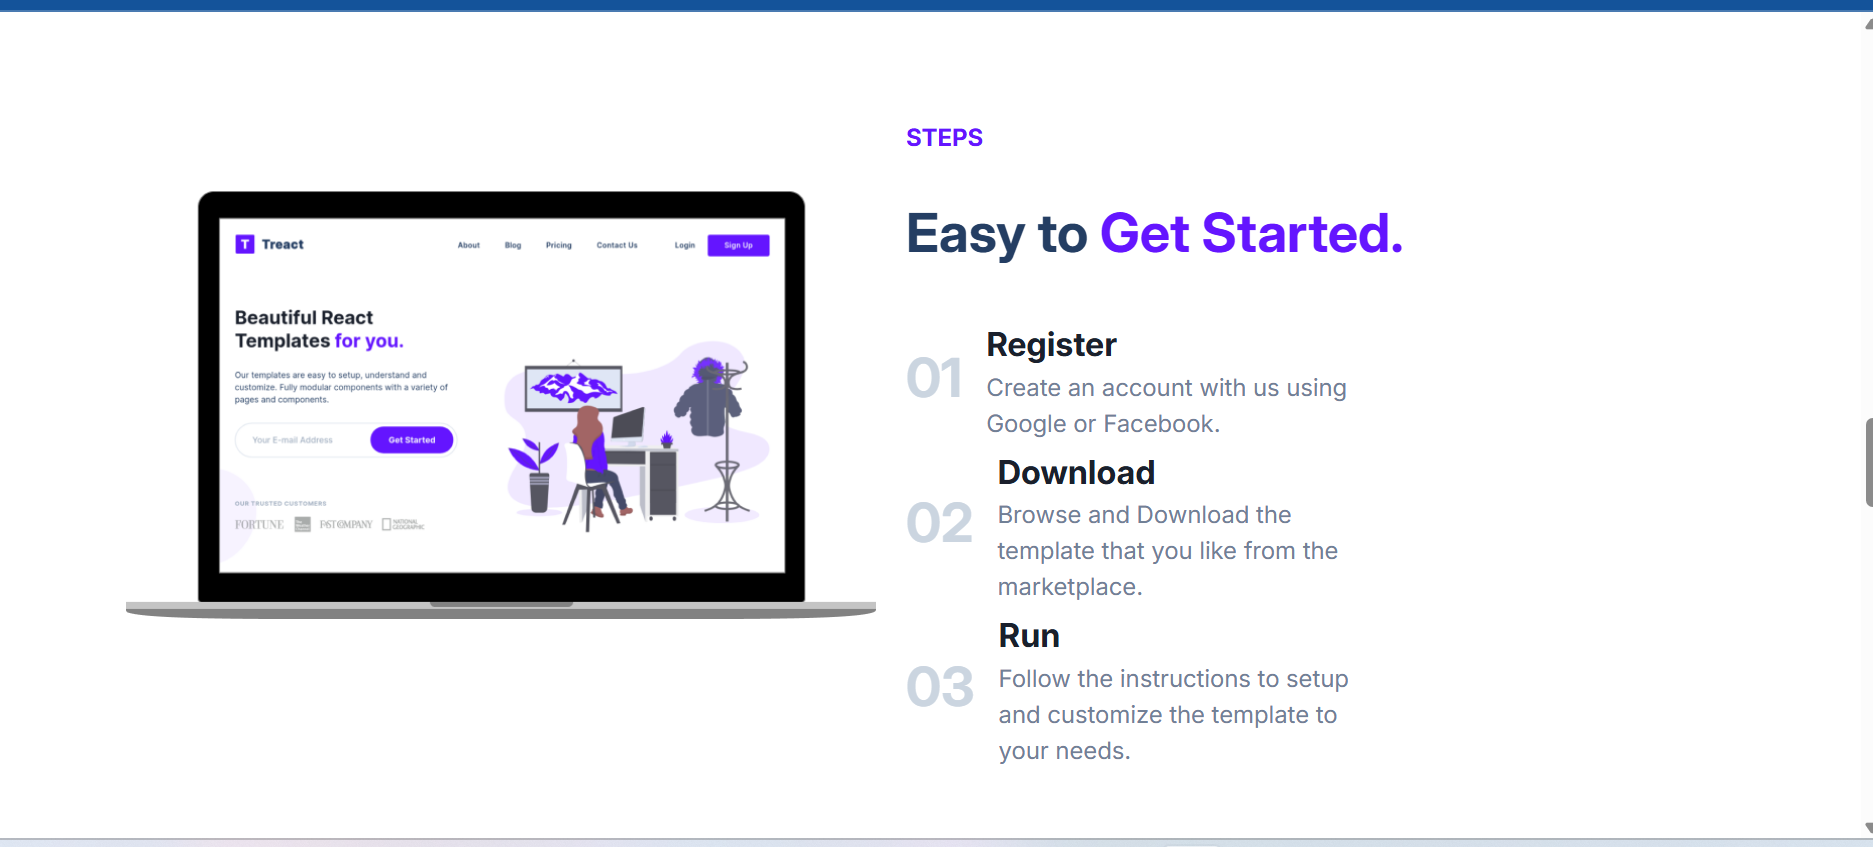 T Treact
About Blog Pricing Contact Us Login Sign Up
Beautiful React
Templates for you.
Our templates are easy to setup, understand and
customize. Fully modular components with a variety of
pages and components.
Your E-mail Address Get Started
OUR TRUSTED CUSTOMERS
FORTUNE NATIONAL
GEOGRAPHIC
STEPS
Easy to Get Started.
01
Register
Create an account with us using
Google or Facebook.
02
Download
Browse and Download the
template that you like from the
marketplace.
03
Run
Follow the instructions to setup
and customize the template to
your needs.